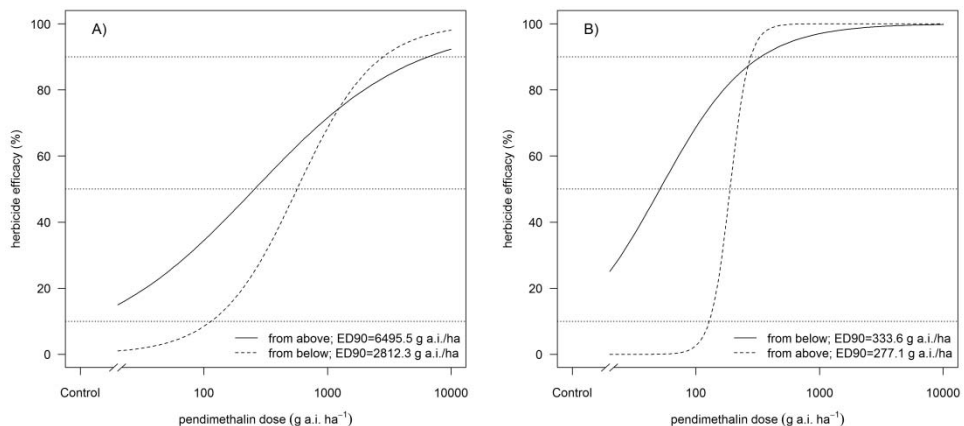 A)
herbicide efficacy (%)
100
80
60
40
20
0
from above; ED90=6495.5 g a.i./ha
from below; ED90=2812.3 g a.i./ha
Control
100
1000
10000
pendimethalin dose (g a.i. ha⁻¹)
B)
herbicide efficacy (%)
100
80
60
40
20
0
from below; ED90=333.6 g a.i./ha
from above; ED90=277.1 g a.i./ha
Control
100
1000
10000
pendimethalin dose (g a.i. ha⁻¹)